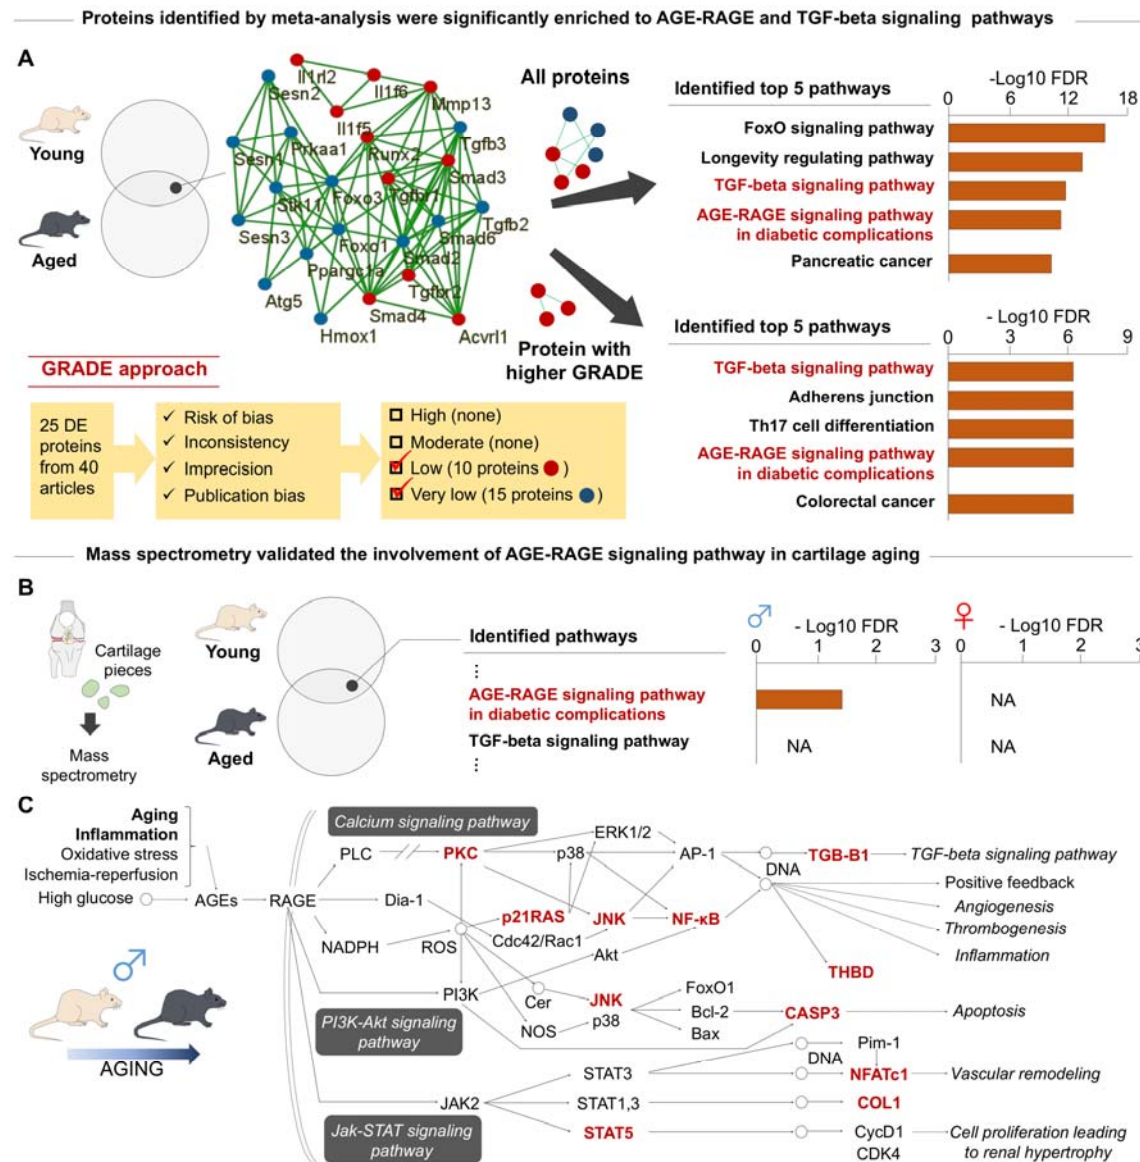 Proteins identified by meta-analysis were significantly enriched to AGE-RAGE and TGF-beta signaling pathways
A
Young
Aged
Il1rl2
Sesn2
Il1f6
Mmp13
Il1f5
Tgfb3
Prkaa1
Runx2
Sesn1
Smad3
Foxo3
Tgfbr1
Stk11
Tgfb2
Sesn3
Foxo1
Smad6
Smad2
Ppargc1a
Tgfbr2
Atg5
Smad4
Hmox1
Acvrl1
All proteins
Protein with
higher GRADE
Identified top 5 pathways
-Log10 FDR
0 6 12 18
FoxO signaling pathway
Longevity regulating pathway
TGF-beta signaling pathway
AGE-RAGE signaling pathway
in diabetic complications
Pancreatic cancer
Identified top 5 pathways
- Log10 FDR
0 3 6 9
TGF-beta signaling pathway
Adherens junction
Th17 cell differentiation
AGE-RAGE signaling pathway
in diabetic complications
Colorectal cancer
GRADE approach
25 DE
proteins
from 40
articles
✓ Risk of bias
✓ Inconsistency
✓ Imprecision
✓ Publication bias
High (none)
Moderate (none)
Low (10 proteins )
Very low (15 proteins )
Mass spectrometry validated the involvement of AGE-RAGE signaling pathway in cartilage aging
B
Cartilage
pieces
Mass
spectrometry
Young
Aged
Identified pathways
⋮
AGE-RAGE signaling pathway
in diabetic complications
TGF-beta signaling pathway
⋮
♂
- Log10 FDR
0 1 2 3
NA
♀
- Log10 FDR
0 1 2 3
NA
NA
C
Aging
Inflammation
Oxidative stress
Ischemia-reperfusion
High glucose
AGEs
RAGE
♂
AGING
Calcium signaling pathway
PLC
PKC
ERK1/2
p38
AP-1
DNA
TGB-B1
TGF-beta signaling pathway
Positive feedback
Angiogenesis
Thrombogenesis
Inflammation
Dia-1
p21RAS
JNK
NF-κB
NADPH
ROS
Cdc42/Rac1
Akt
THBD
PI3K
Cer
JNK
p38
NOS
FoxO1
Bcl-2
Bax
CASP3
Apoptosis
PI3K-Akt signaling
pathway
JAK2
STAT3
DNA
Pim-1
NFATc1
Vascular remodeling
STAT1,3
COL1
STAT5
CycD1
CDK4
Cell proliferation leading
to renal hypertrophy
Jak-STAT signaling
pathway